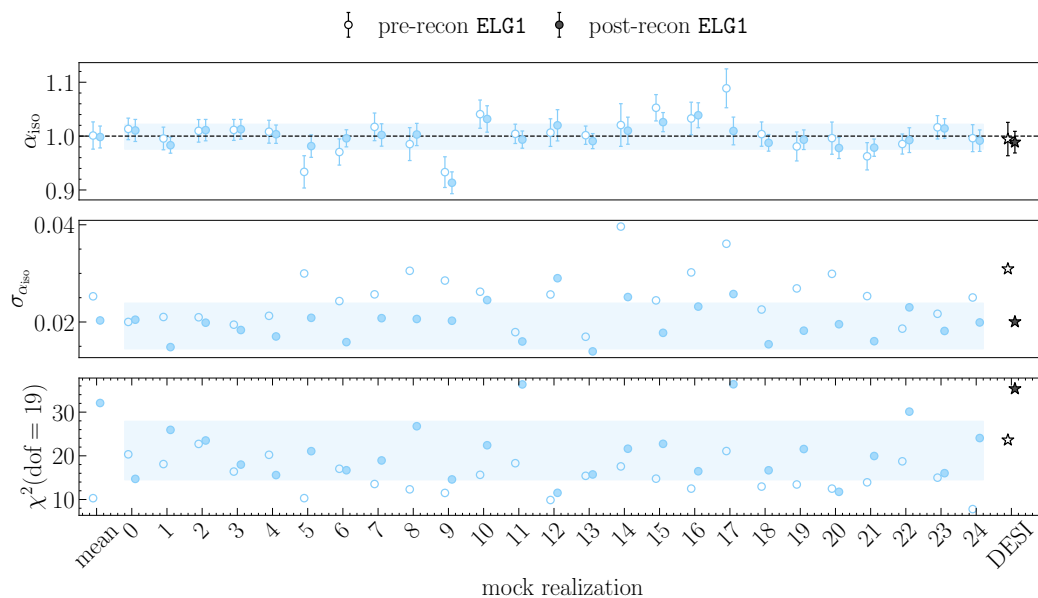 pre-recon ELG1 post-recon ELG1
α_iso
1.1
1.0
0.9
σ_α_iso
0.04
0.02
χ²(dof = 19)
30
20
10
mean 0 1 2 3 4 5 6 7 8 9 10 11 12 13 14 15 16 17 18 19 20 21 22 23 24 DESI
mock realization